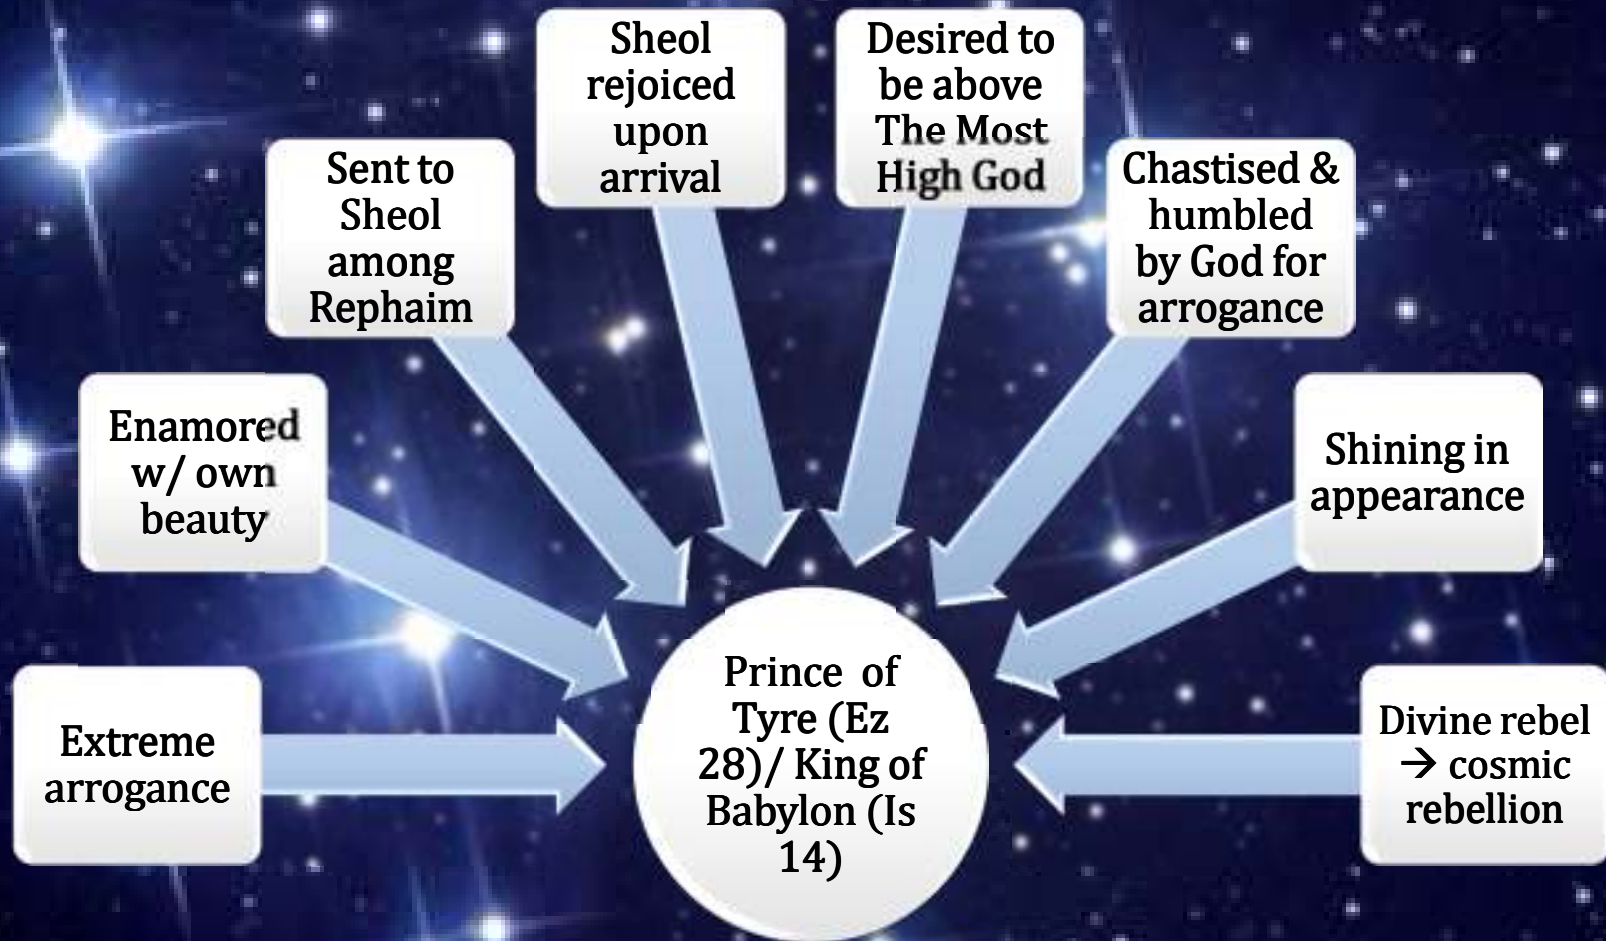 Extreme
arrogance
Enamored
w/ own
beauty
Sent to
Sheol
among
Rephaim
Sheol
rejoiced
upon
arrival
Desired to
be above
The Most
High God
Chastised &
humbled
by God for
arrogance
Shining in
appearance
Divine rebel
→ cosmic
rebellion
Prince of
Tyre (Ez
28)/ King of
Babylon (Is
14)